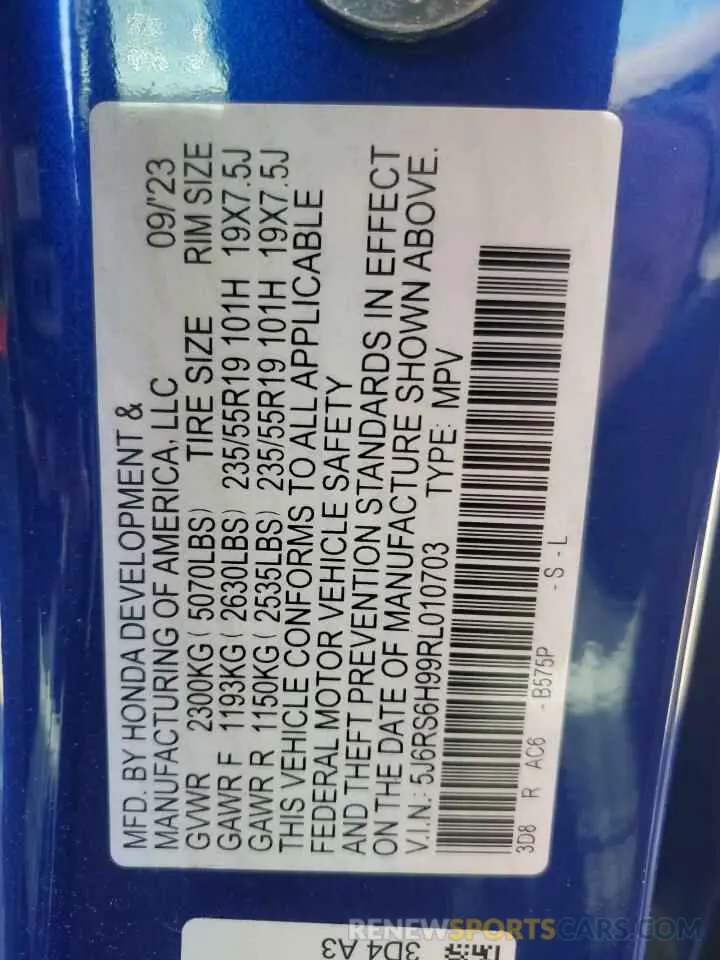 MFD. BY HONDA DEVELOPMENT &
MANUFACTURING OF AMERICA, LLC 09/'23
GVWR 2300KG ( 5070LBS) TIRE SIZE RIM SIZE
GAWR F 1193KG ( 2630LBS) 235/55R19 101H 19X7.5J
GAWR R 1150KG ( 2535LBS) 235/55R19 101H 19X7.5J
THIS VEHICLE CONFORMS TO ALL APPLICABLE
FEDERAL MOTOR VEHICLE SAFETY
AND THEFT PREVENTION STANDARDS IN EFFECT
ON THE DATE OF MANUFACTURE SHOWN ABOVE.
V.I.N.: 5J6RS6H99RL010703 TYPE: MPV
3D8 R AC6 - B575P - S - L
3D4 A3
RENEWSPORTSCARS.COM